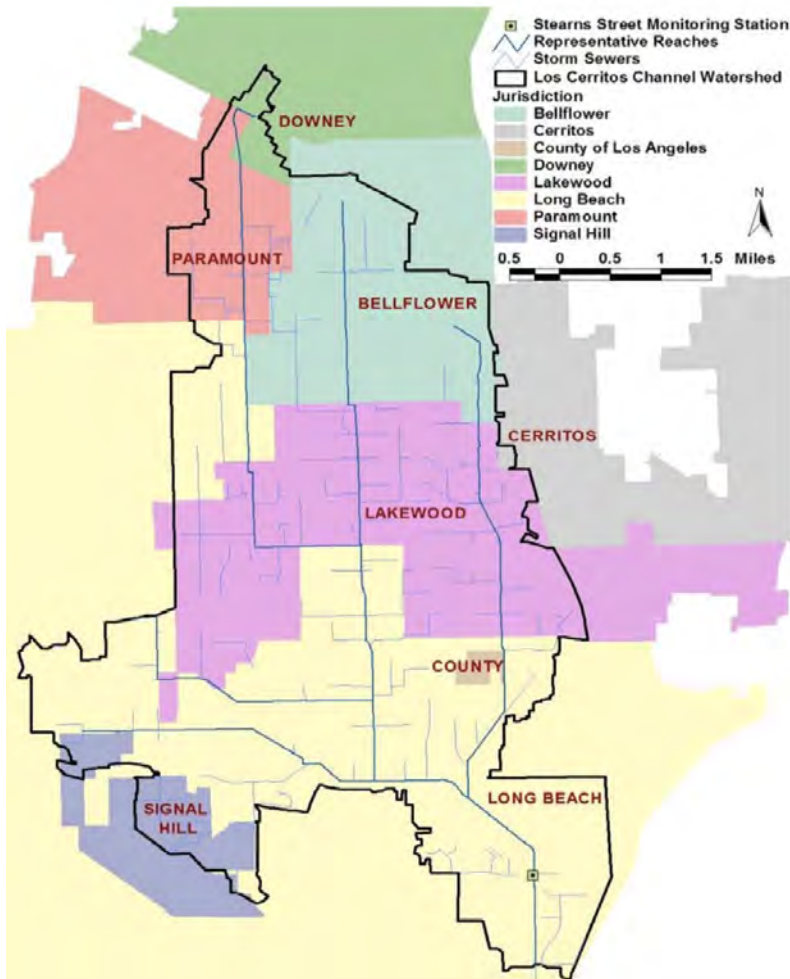 Stearns Street Monitoring Station
Representative Reaches
Storm Sewers
Los Cerritos Channel Watershed
Jurisdiction
Bellflower
Cerritos
County of Los Angeles
Downey
Lakewood
Long Beach
Paramount
Signal Hill
N
0.5 0 0.5 1 1.5 Miles
DOWNEY
PARAMOUNT
BELLFLOWER
CERRITOS
LAKEWOOD
COUNTY
LONG BEACH
SIGNAL
HILL